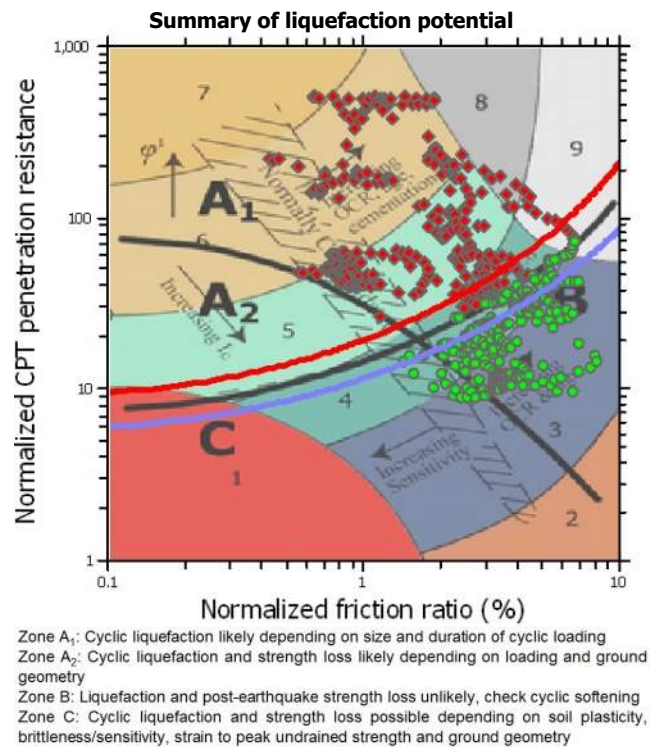 Summary of liquefaction potential
1,000
7
8
9
φ'
A1
Normally C
OCR
cementation
100
6
A2
Increasing Ic
5
B
10
4
OCR &
C
3
Increasing
Sensitivity
1
2
1
0.1
1
10
Normalized CPT penetration resistance
Normalized friction ratio (%)
Zone A1: Cyclic liquefaction likely depending on size and duration of cyclic loading
Zone A2: Cyclic liquefaction and strength loss likely depending on loading and ground
geometry
Zone B: Liquefaction and post-earthquake strength loss unlikely, check cyclic softening
Zone C: Cyclic liquefaction and strength loss possible depending on soil plasticity,
brittleness/sensitivity, strain to peak undrained strength and ground geometry